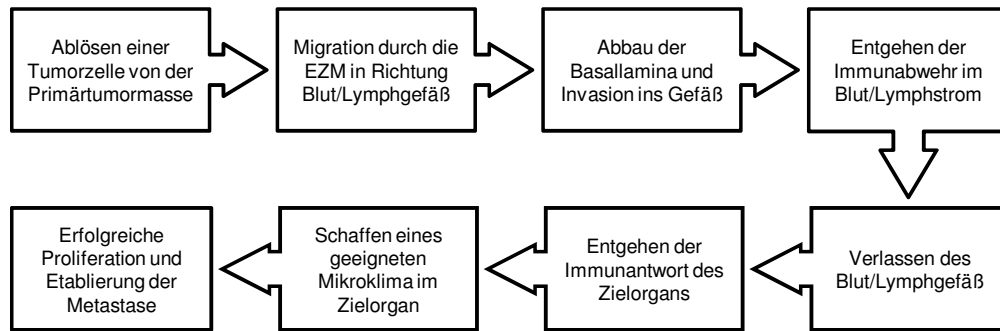 Ablösen einer
Tumorzelle von der
Primärtumormasse
Migration durch die
EZM in Richtung
Blut/Lymphgefäß
Abbau der
Basallamina und
Invasion ins Gefäß
Entgehen der
Immunabwehr im
Blut/Lymphstrom
Verlassen des
Blut/Lymphgefäß
Entgehen der
Immunantwort des
Zielorgans
Schaffen eines
geeigneten
Mikroklima im
Zielorgan
Erfolgreiche
Proliferation und
Etablierung der
Metastase